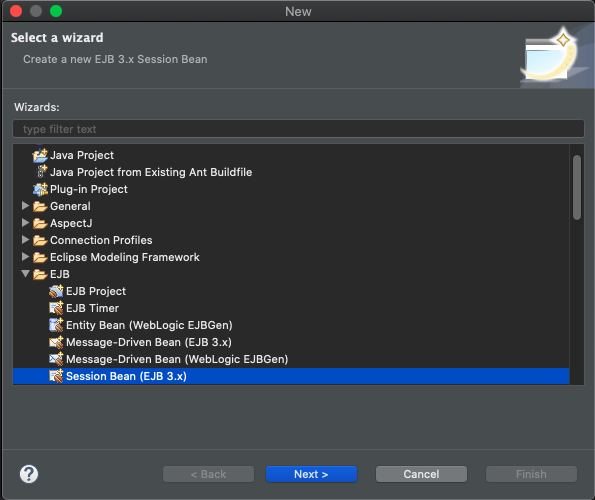 New
Select a wizard
Create a new EJB 3.x Session Bean
Wizards:
type filter text
Java Project
Java Project from Existing Ant Buildfile
Plug-in Project
General
AspectJ
Connection Profiles
Eclipse Modeling Framework
EJB
EJB Project
EJB Timer
Entity Bean (WebLogic EJBGen)
Message-Driven Bean (EJB 3.x)
Message-Driven Bean (WebLogic EJBGen)
Session Bean (EJB 3.x)
? < Back Next > Cancel Finish